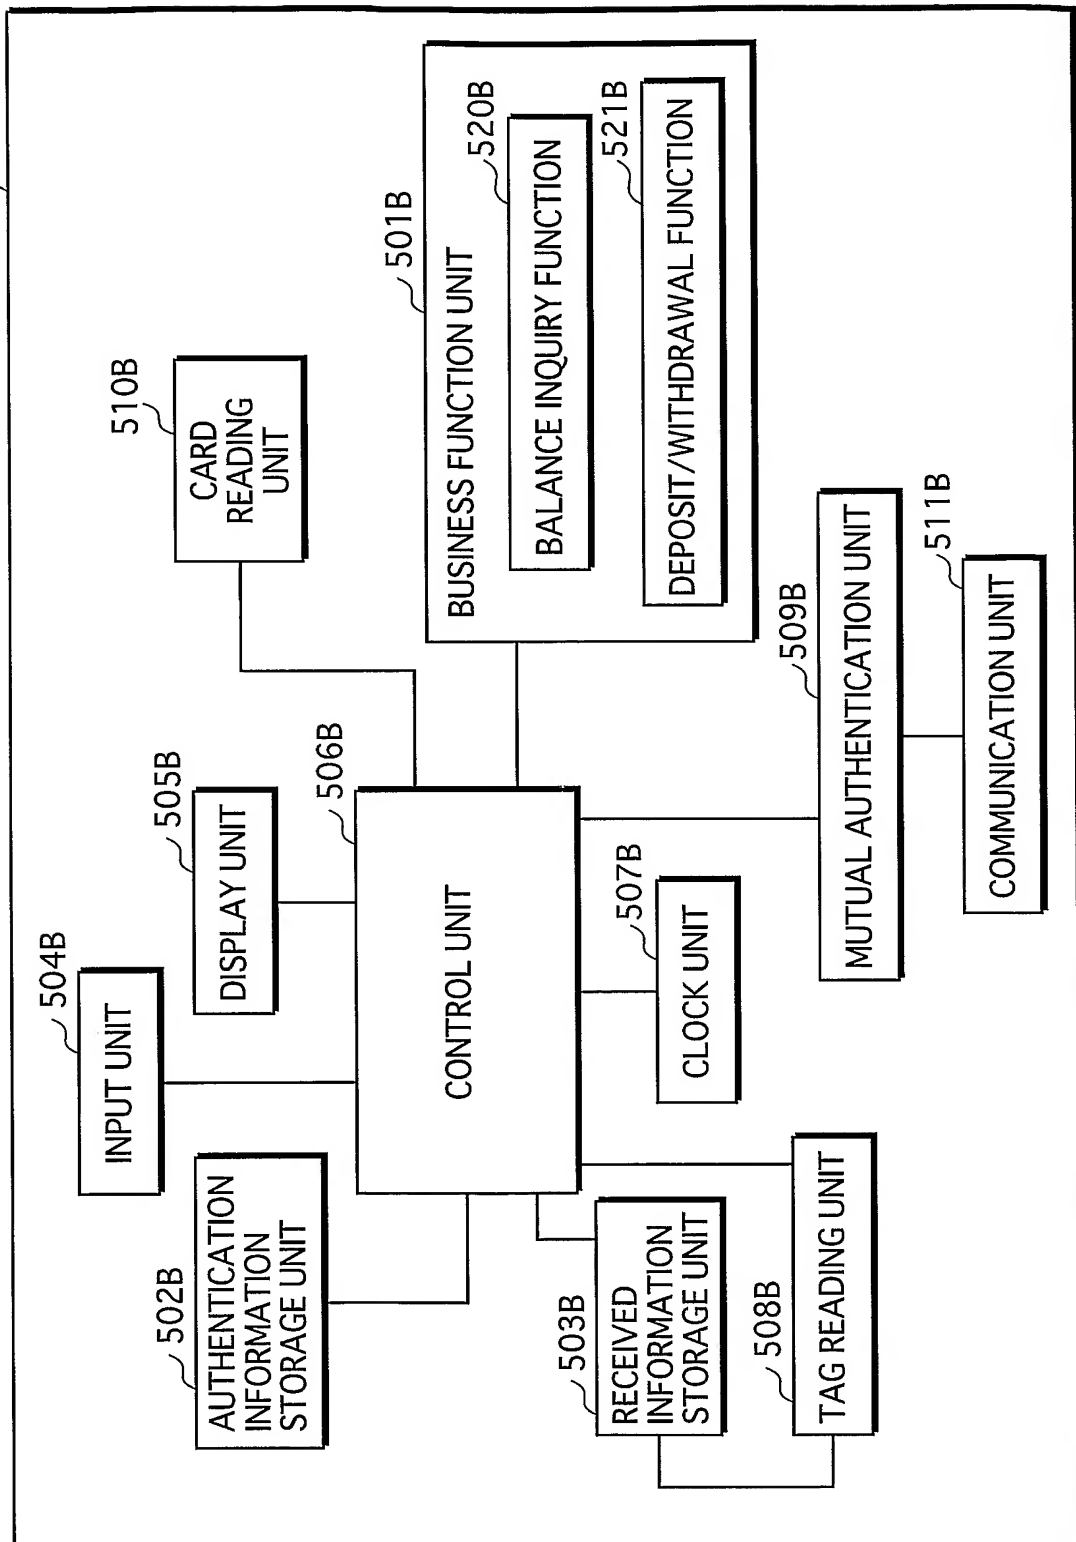 504B
INPUT UNIT
502B
AUTHENTICATION
INFORMATION
STORAGE UNIT
505B
DISPLAY UNIT
510B
CARD
READING
UNIT
506B
CONTROL UNIT
501B
BUSINESS FUNCTION UNIT
520B
BALANCE INQUIRY FUNCTION
521B
DEPOSIT/WITHDRAWAL FUNCTION
503B
RECEIVED
INFORMATION
STORAGE UNIT
507B
CLOCK UNIT
508B
TAG READING UNIT
509B
MUTUAL AUTHENTICATION UNIT
511B
COMMUNICATION UNIT